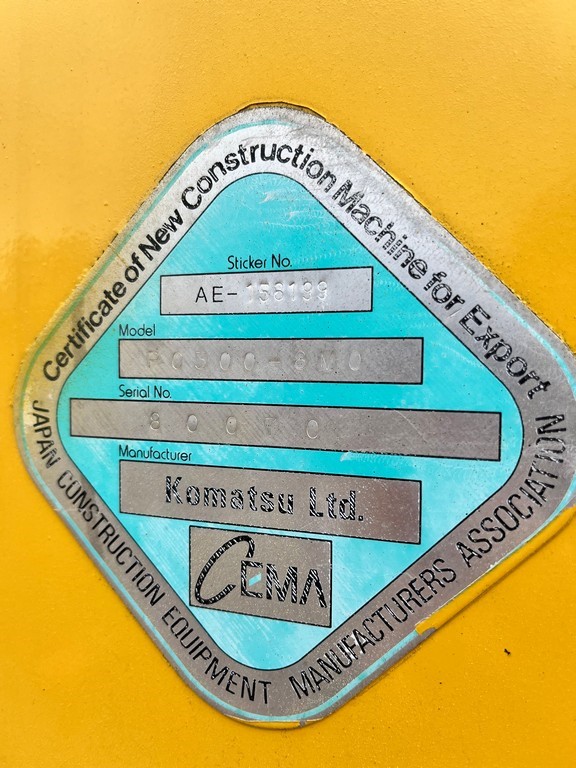 Certificate of New Construction Machine for Export
Sticker No.
AE-156199
Model
Serial No.
Manufacturer
Komatsu Ltd.
CEMA
JAPAN CONSTRUCTION EQUIPMENT MANUFACTURERS ASSOCIATION